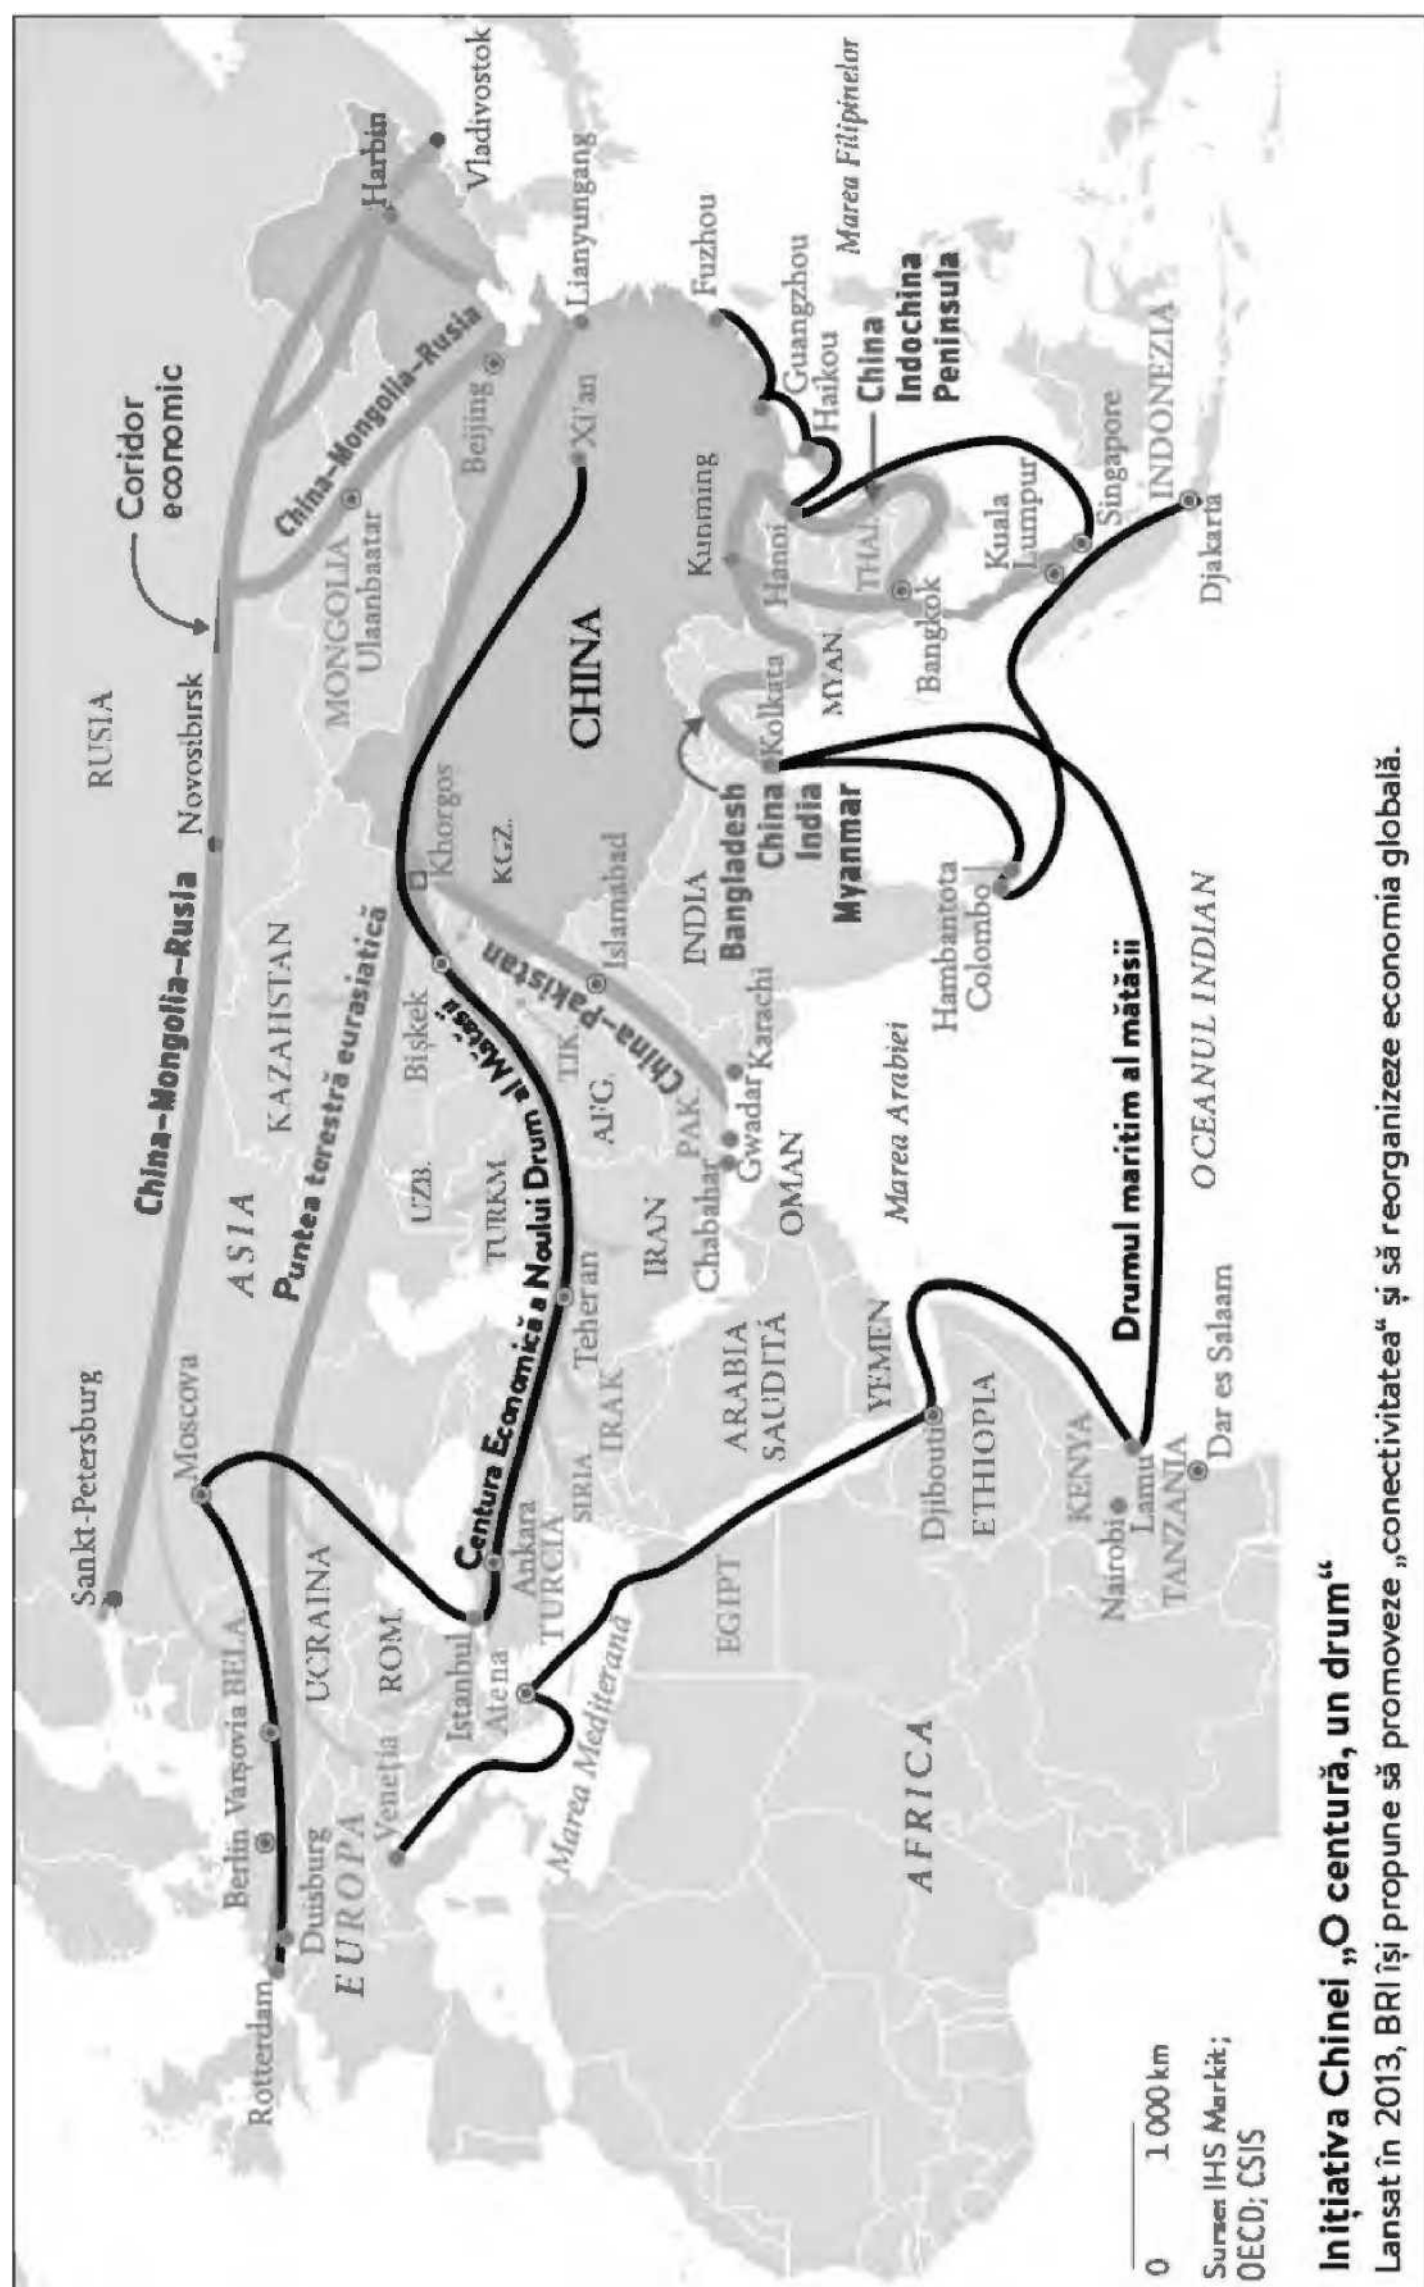 RUSIA
Coridor
economic
Sankt-Petersburg
Moscova
China–Mongolia–Rusia
Novosibirsk
ASIA
KAZAHSTAN
Puntea terestră eurasiatică
MONGOLIA
Ulaanbaatar
China–Mongolia–Rusia
Harbin
Vladivostok
Beijing
Lianyungang
Xi'an
CHINA
Khorgos
KGZ.
Bișkek
UZB.
TURKM
TIK.
AFG.
Centura Economică a Noului Drum al Mătăsii
China–Pakistan
Islamabad
PAK
Karachi
Gwadar
Chabahar
IRAN
Teheran
IRAK
SIRIA
Ankara
TURCIA
Istanbul
Atena
ROM.
UCRAINA
BELA
Varșovia
Berlin
Duisburg
Rotterdam
EUROPA
Veneția
Marea Mediterană
EGIPT
ARABIA
SAUDITĂ
OMAN
YEMEN
Djibouti
ETHIOPIA
KENYA
Nairobi
Lamu
TANZANIA
Dar es Salaam
AFRICA
Marea Arabiei
INDIA
Bangladesh
China
India
Myanmar
Kolkata
MYAN.
Hambantota
Colombo
Drumul maritim al mătăsii
OCEANUL INDIAN
Kunming
Hanoi
THAI.
Bangkok
Kuala
Lumpur
Singapore
INDONEZIA
Djakarta
Fuzhou
Guangzhou
Haikou
China
Indochina
Peninsula
Marea Filipinelor
0 1 000 km
Surse: IHS Markit;
OECD; CSIS
Inițiativa Chinei „O centură, un drum“
Lansat în 2013, BRI își propune să promoveze „conectivitatea“ și să reorganizeze economia globală.